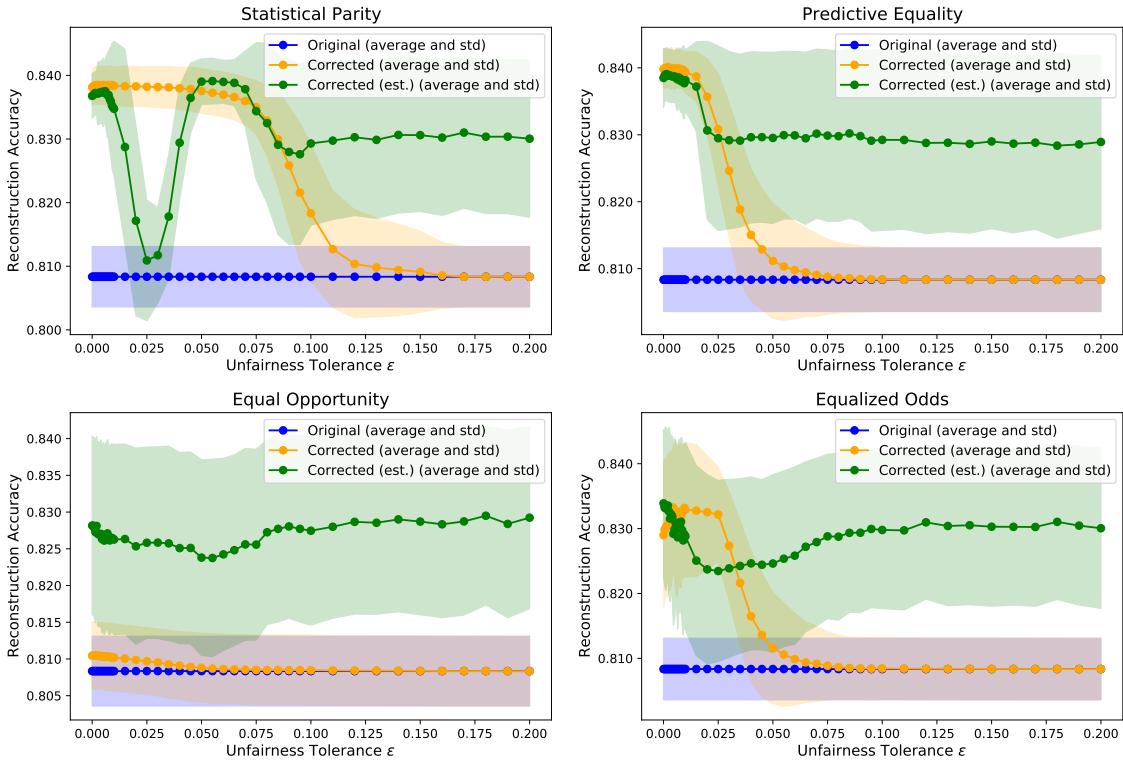 Statistical Parity
Original (average and std)
Corrected (average and std)
Corrected (est.) (average and std)
Reconstruction Accuracy
0.840
0.830
0.820
0.810
0.800
0.000 0.025 0.050 0.075 0.100 0.125 0.150 0.175 0.200
Unfairness Tolerance ε
Predictive Equality
Original (average and std)
Corrected (average and std)
Corrected (est.) (average and std)
Reconstruction Accuracy
0.840
0.830
0.820
0.810
0.000 0.025 0.050 0.075 0.100 0.125 0.150 0.175 0.200
Unfairness Tolerance ε
Equal Opportunity
Original (average and std)
Corrected (average and std)
Corrected (est.) (average and std)
Reconstruction Accuracy
0.840
0.835
0.830
0.825
0.820
0.815
0.810
0.805
0.000 0.025 0.050 0.075 0.100 0.125 0.150 0.175 0.200
Unfairness Tolerance ε
Equalized Odds
Original (average and std)
Corrected (average and std)
Corrected (est.) (average and std)
Reconstruction Accuracy
0.840
0.830
0.820
0.810
0.000 0.025 0.050 0.075 0.100 0.125 0.150 0.175 0.200
Unfairness Tolerance ε